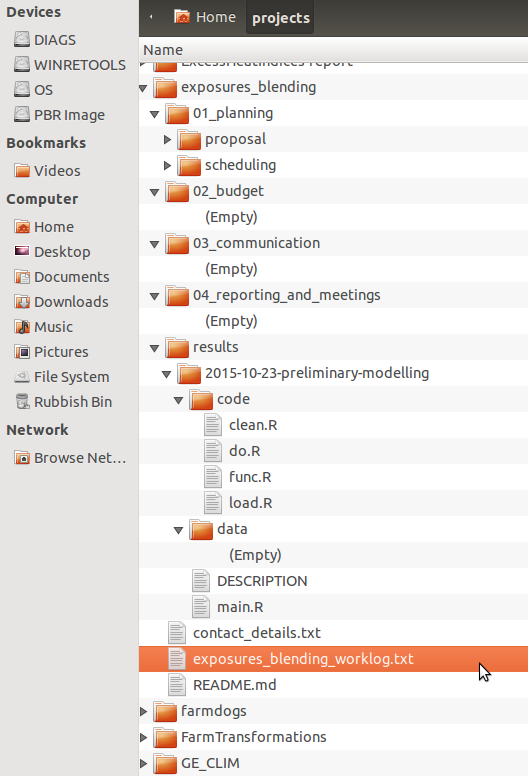 Devices
DIAGS
WINRETOOLS
OS
PBR Image
Bookmarks
Videos
Computer
Home
Desktop
Documents
Downloads
Music
Pictures
File System
Rubbish Bin
Network
Browse Net...
Home projects
Name
ExcessHeatIndices-report
exposures_blending
01_planning
proposal
scheduling
02_budget
(Empty)
03_communication
(Empty)
04_reporting_and_meetings
(Empty)
results
2015-10-23-preliminary-modelling
code
clean.R
do.R
func.R
load.R
data
(Empty)
DESCRIPTION
main.R
contact_details.txt
exposures_blending_worklog.txt
README.md
farmdogs
FarmTransformations
GE_CLIM